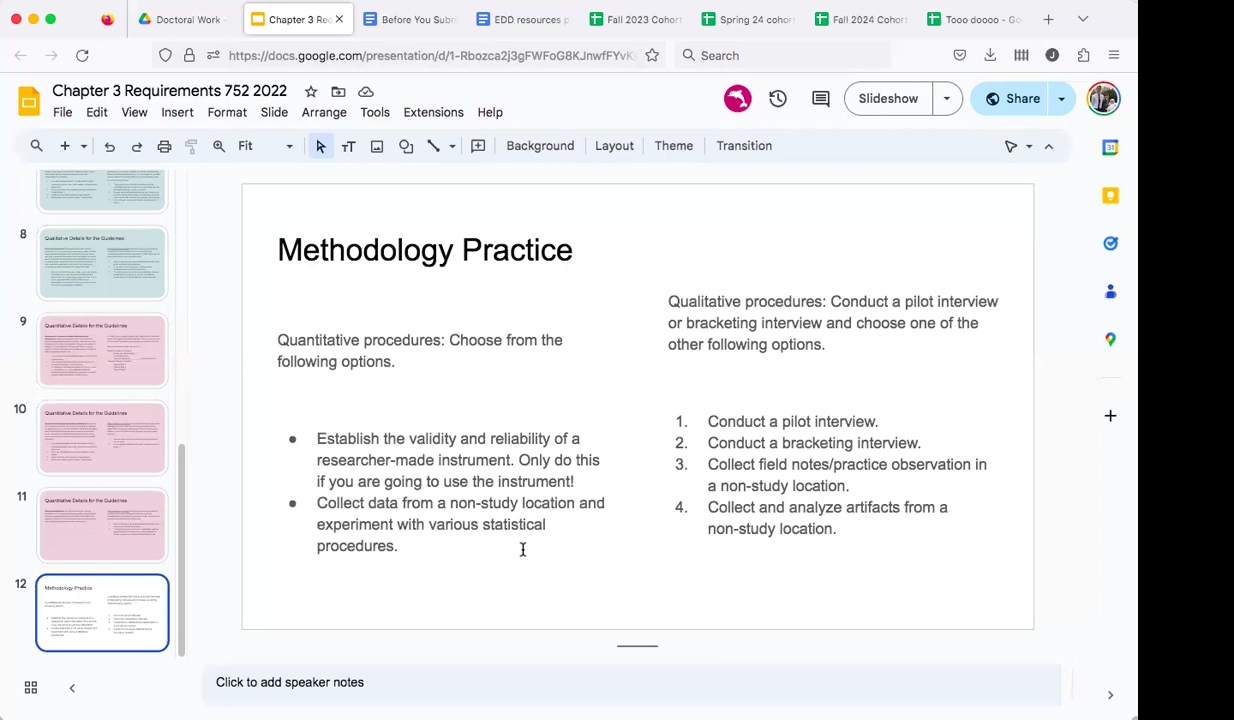 Doctoral Work -
Chapter 3 Rec
Before You Sub
EDD resources p
Fall 2023 Cohort
Spring 24 cohort
Fall 2024 Cohort
Tooo doooo - Go
https://docs.google.com/presentation/d/1-Rbozca2j3gFWFoG8KJnwfFYvKs
Search
Chapter 3 Requirements 752 2022
Slideshow
Share
File Edit View Insert Format Slide Arrange Tools Extensions Help
Fit
Background
Layout
Theme
Transition
8
Qualitative Details for the Guidelines
9
Quantitative Details for the Guidelines
10
Quantitative Details for the Guidelines
11
Quantitative Details for the Guidelines
12
Methodology Practice
Methodology Practice
Quantitative procedures: Choose from the
following options.
● Establish the validity and reliability of a
researcher-made instrument. Only do this
if you are going to use the instrument!
● Collect data from a non-study location and
experiment with various statistical
procedures.
Qualitative procedures: Conduct a pilot interview
or bracketing interview and choose one of the
other following options.
1. Conduct a pilot interview.
2. Conduct a bracketing interview.
3. Collect field notes/practice observation in
a non-study location.
4. Collect and analyze artifacts from a
non-study location.
Click to add speaker notes
31